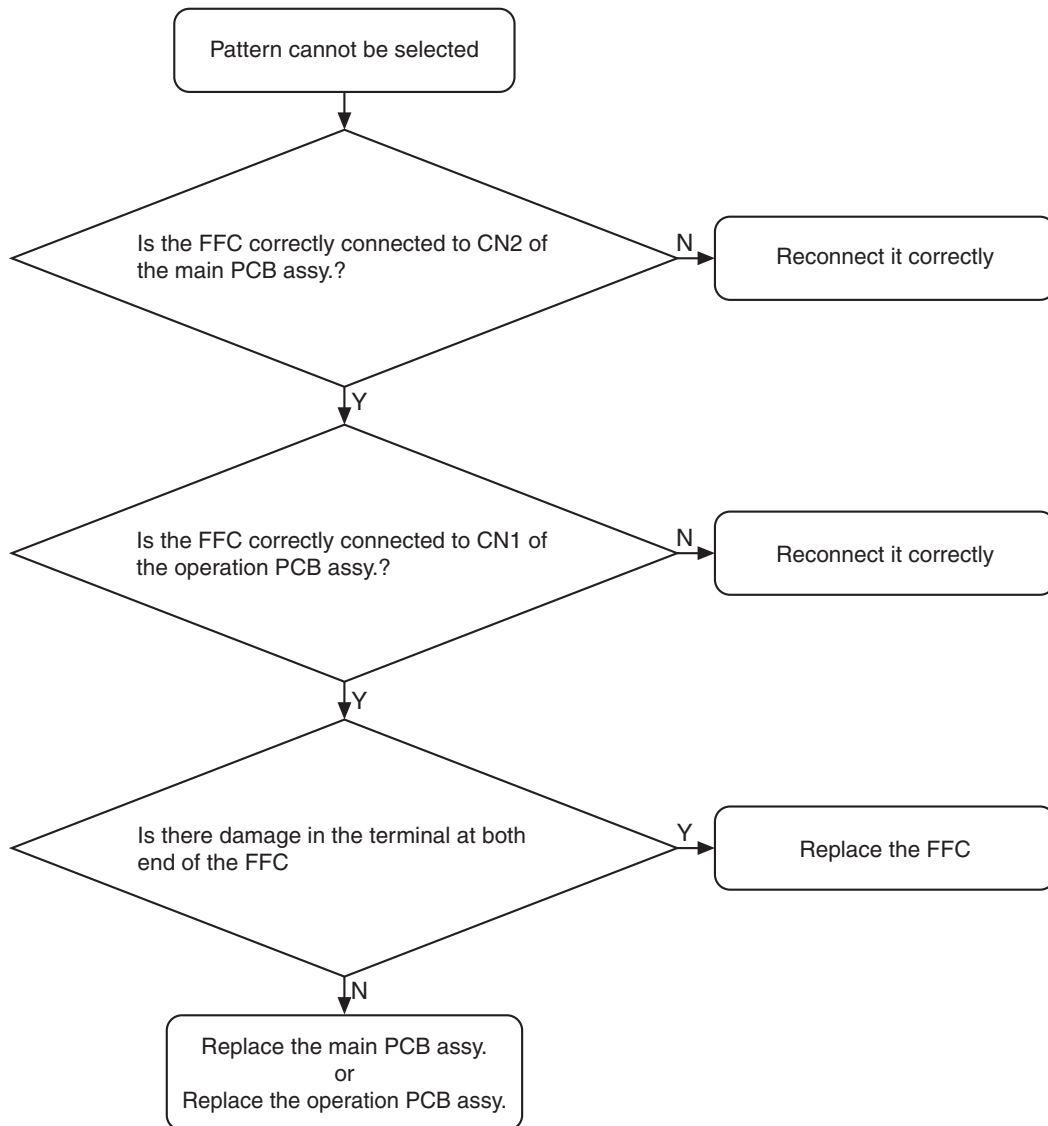 Pattern cannot be selected
Is the FFC correctly connected to CN2 of
the main PCB assy.?
N
Reconnect it correctly
Y
Is the FFC correctly connected to CN1 of
the operation PCB assy.?
N
Reconnect it correctly
Y
Is there damage in the terminal at both
end of the FFC
Y
Replace the FFC
N
Replace the main PCB assy.
or
Replace the operation PCB assy.